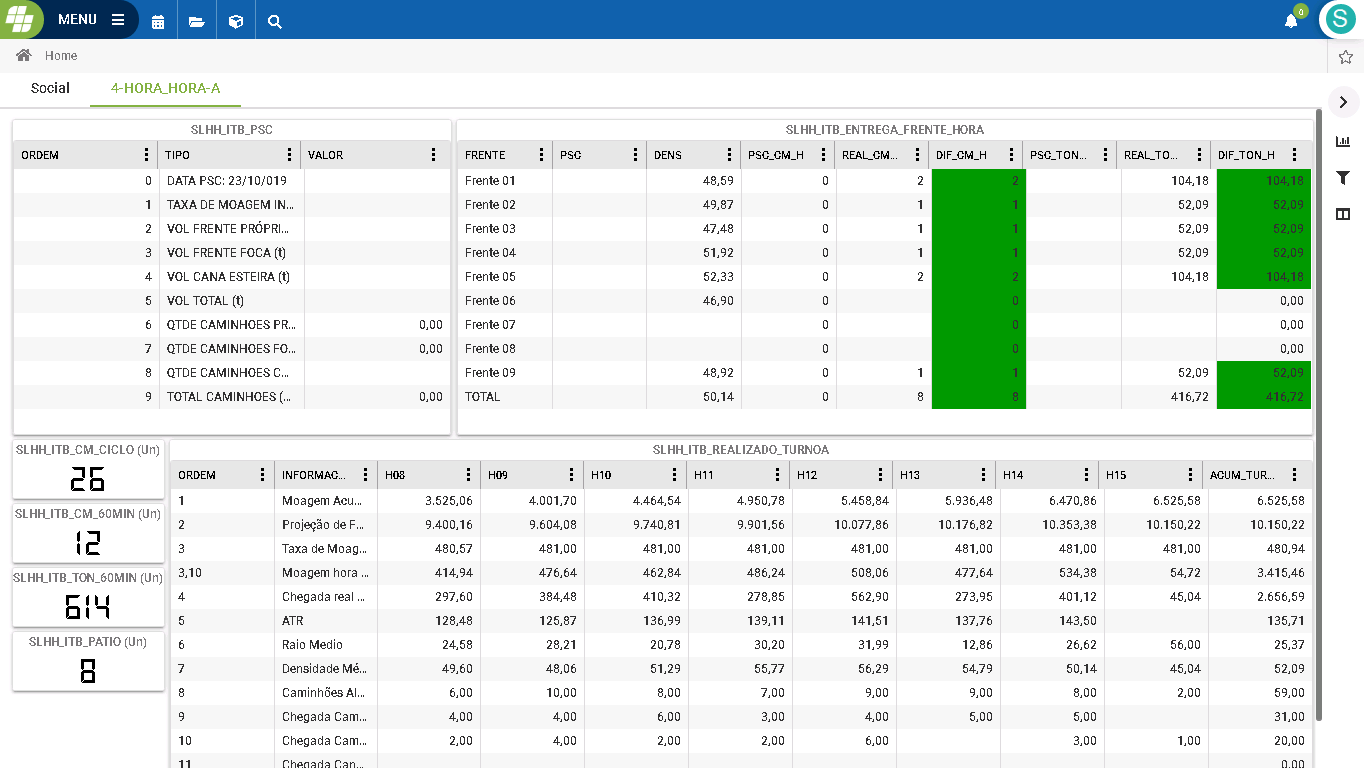 MENU
0
S
Home
Social 4-HORA_HORA-A
SLHH_ITB_PSC
ORDEM TIPO VALOR
0 DATA PSC: 23/10/019
1 TAXA DE MOAGEM IN...
2 VOL FRENTE PRÓPRI...
3 VOL FRENTE FOCA (t)
4 VOL CANA ESTEIRA (t)
5 VOL TOTAL (t)
6 QTDE CAMINHOES PR... 0,00
7 QTDE CAMINHOES FO... 0,00
8 QTDE CAMINHOES C...
9 TOTAL CAMINHOES (... 0,00
SLHH_ITB_ENTREGA_FRENTE_HORA
FRENTE PSC DENS PSC_CM_H REAL_CM... DIF_CM_H PSC_TON... REAL_TO... DIF_TON_H
Frente 01 48,59 0 2 2 104,18 104,18
Frente 02 49,87 0 1 1 52,09 52,09
Frente 03 47,48 0 1 1 52,09 52,09
Frente 04 51,92 0 1 1 52,09 52,09
Frente 05 52,33 0 2 2 104,18 104,18
Frente 06 46,90 0 0 0,00
Frente 07 0 0 0,00
Frente 08 0 0 0,00
Frente 09 48,92 0 1 1 52,09 52,09
TOTAL 50,14 0 8 8 416,72 416,72
SLHH_ITB_CM_CICLO (Un)
26
SLHH_ITB_CM_60MIN (Un)
12
SLHH_ITB_TON_60MIN (Un)
614
SLHH_ITB_PATIO (Un)
8
SLHH_ITB_REALIZADO_TURNOA
ORDEM INFORMAC... H08 H09 H10 H11 H12 H13 H14 H15 ACUM_TUR...
1 Moagem Acu... 3.525,06 4.001,70 4.464,54 4.950,78 5.458,84 5.936,48 6.470,86 6.525,58 6.525,58
2 Projeção de F... 9.400,16 9.604,08 9.740,81 9.901,56 10.077,86 10.176,82 10.353,38 10.150,22 10.150,22
3 Taxa de Moag... 480,57 481,00 481,00 481,00 481,00 481,00 481,00 481,00 480,94
3,10 Moagem hora ... 414,94 476,64 462,84 486,24 508,06 477,64 534,38 54,72 3.415,46
4 Chegada real ... 297,60 384,48 410,32 278,85 562,90 273,95 401,12 45,04 2.656,59
5 ATR 128,48 125,87 136,99 139,11 141,51 137,76 143,50 135,71
6 Raio Medio 24,58 28,21 20,78 30,20 31,99 12,86 26,62 56,00 25,37
7 Densidade Mé... 49,60 48,06 51,29 55,77 56,29 54,79 50,14 45,04 52,09
8 Caminhões Al... 6,00 10,00 8,00 7,00 9,00 9,00 8,00 2,00 59,00
9 Chegada Cam... 4,00 4,00 6,00 3,00 4,00 5,00 5,00 31,00
10 Chegada Cam... 2,00 4,00 2,00 2,00 6,00 3,00 1,00 20,00
11 Chegada Can... 0,00